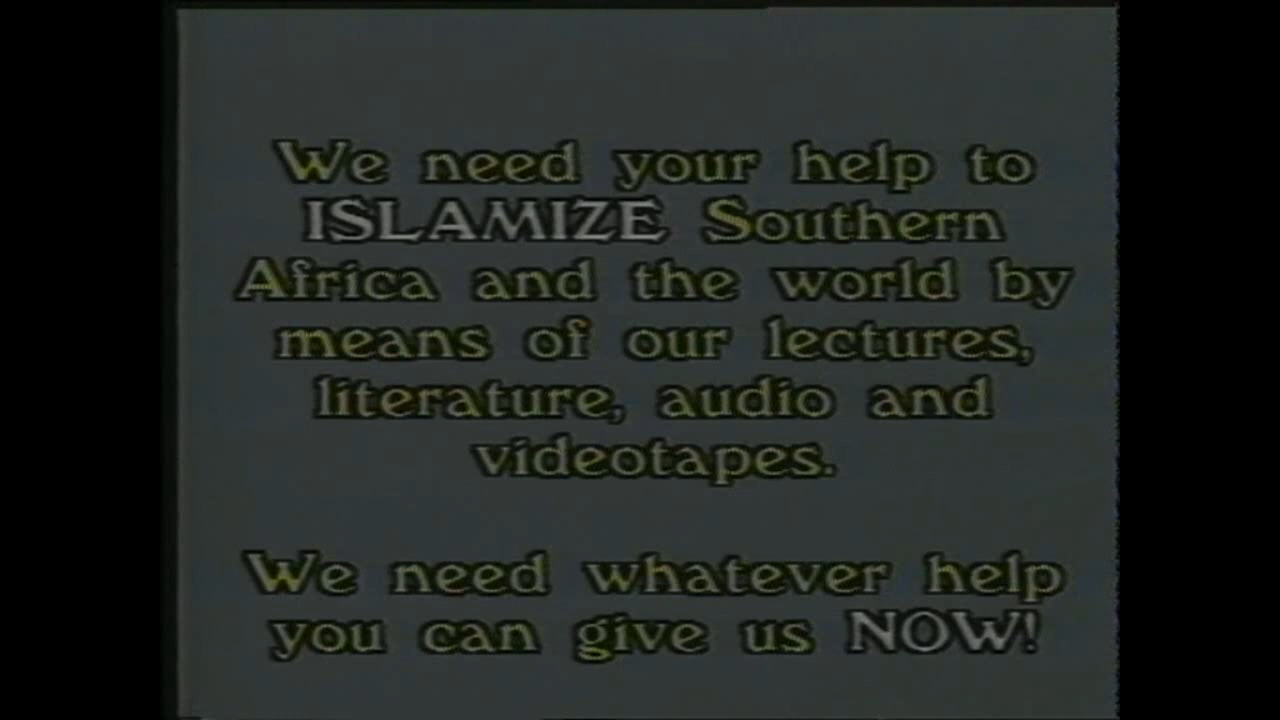 We need your help to
ISLAMIZE Southern
Africa and the world by
means of our lectures,
literature, audio and
videotapes.
We need whatever help
you can give us NOW!